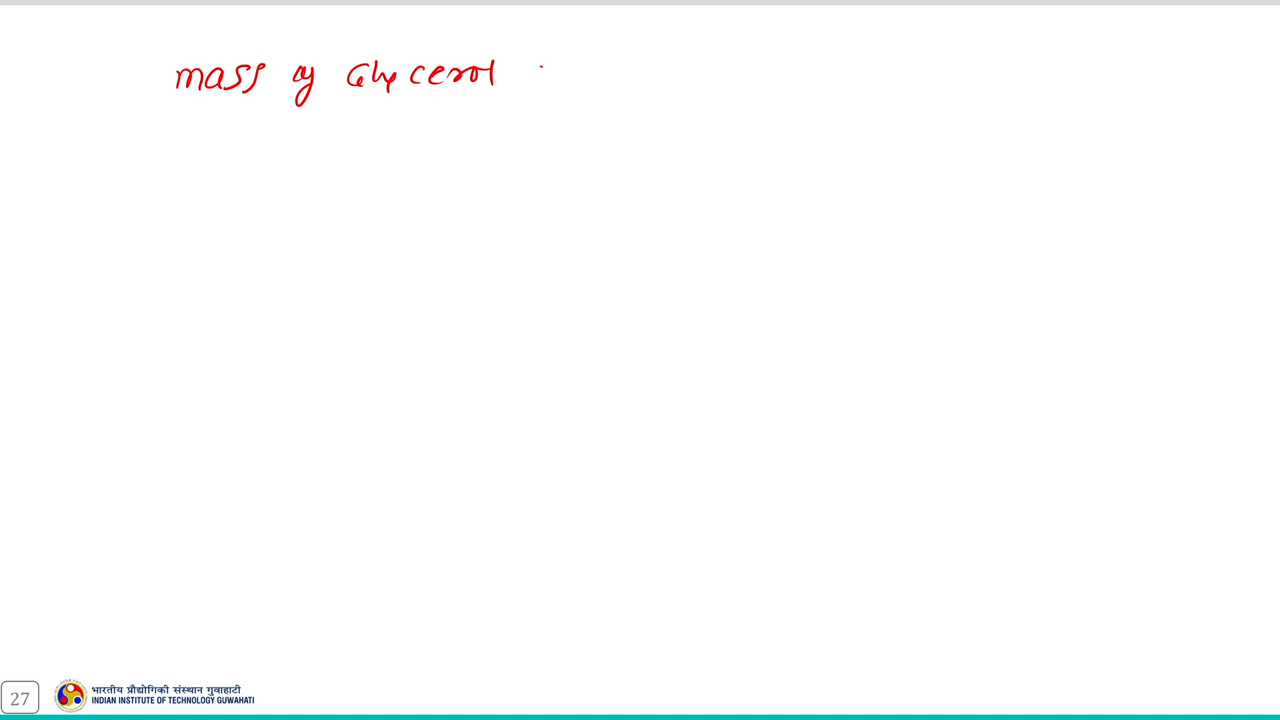 mass of Glycerol
27
भारतीय प्रौद्योगिकी संस्थान गुवाहाटी
INDIAN INSTITUTE OF TECHNOLOGY GUWAHATI